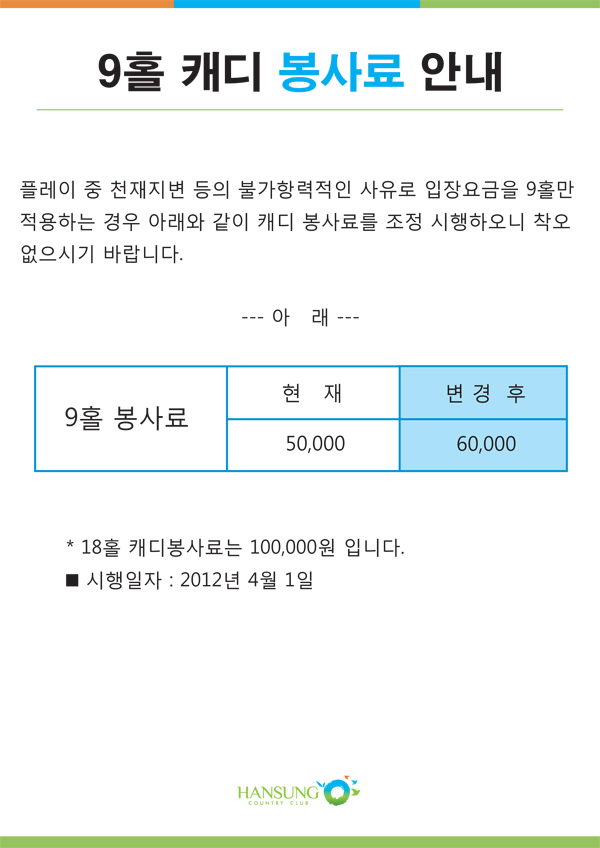 9홀 캐디 봉사료 안내
플레이 중 천재지변 등의 불가항력적인 사유로 입장요금을 9홀만
적용하는 경우 아래와 같이 캐디 봉사료를 조정 시행하오니 착오
없으시기 바랍니다.
--- 아 래 ---
9홀 봉사료
현 재
변 경 후
50,000
60,000
* 18홀 캐디봉사료는 100,000원 입니다.
■ 시행일자 : 2012년 4월 1일
HANSUNG
COUNTRY CLUB